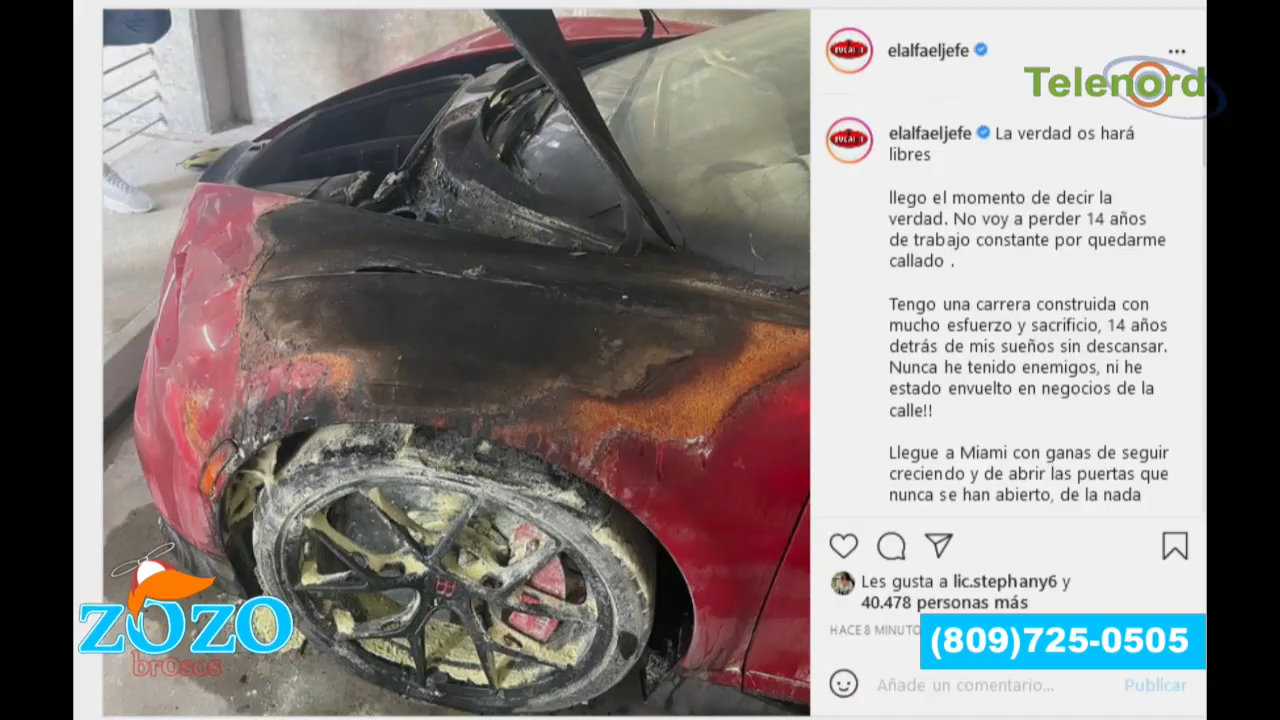 elalfaeljefe
Telenord
elalfaeljefe La verdad os hará
libres
llego el momento de decir la
verdad. No voy a perder 14 años
de trabajo constante por quedarme
callado .
Tengo una carrera construida con
mucho esfuerzo y sacrificio, 14 años
detrás de mis sueños sin descansar.
Nunca he tenido enemigos, ni he
estado envuelto en negocios de la
calle!!
Llegue a Miami con ganas de seguir
creciendo y de abrir las puertas que
nunca se han abierto, de la nada
Les gusta a lic.stephany6 y
40.478 personas más
HACE 8 MINUTO
(809)725-0505
Añade un comentario...
Publicar
zozo
brosos